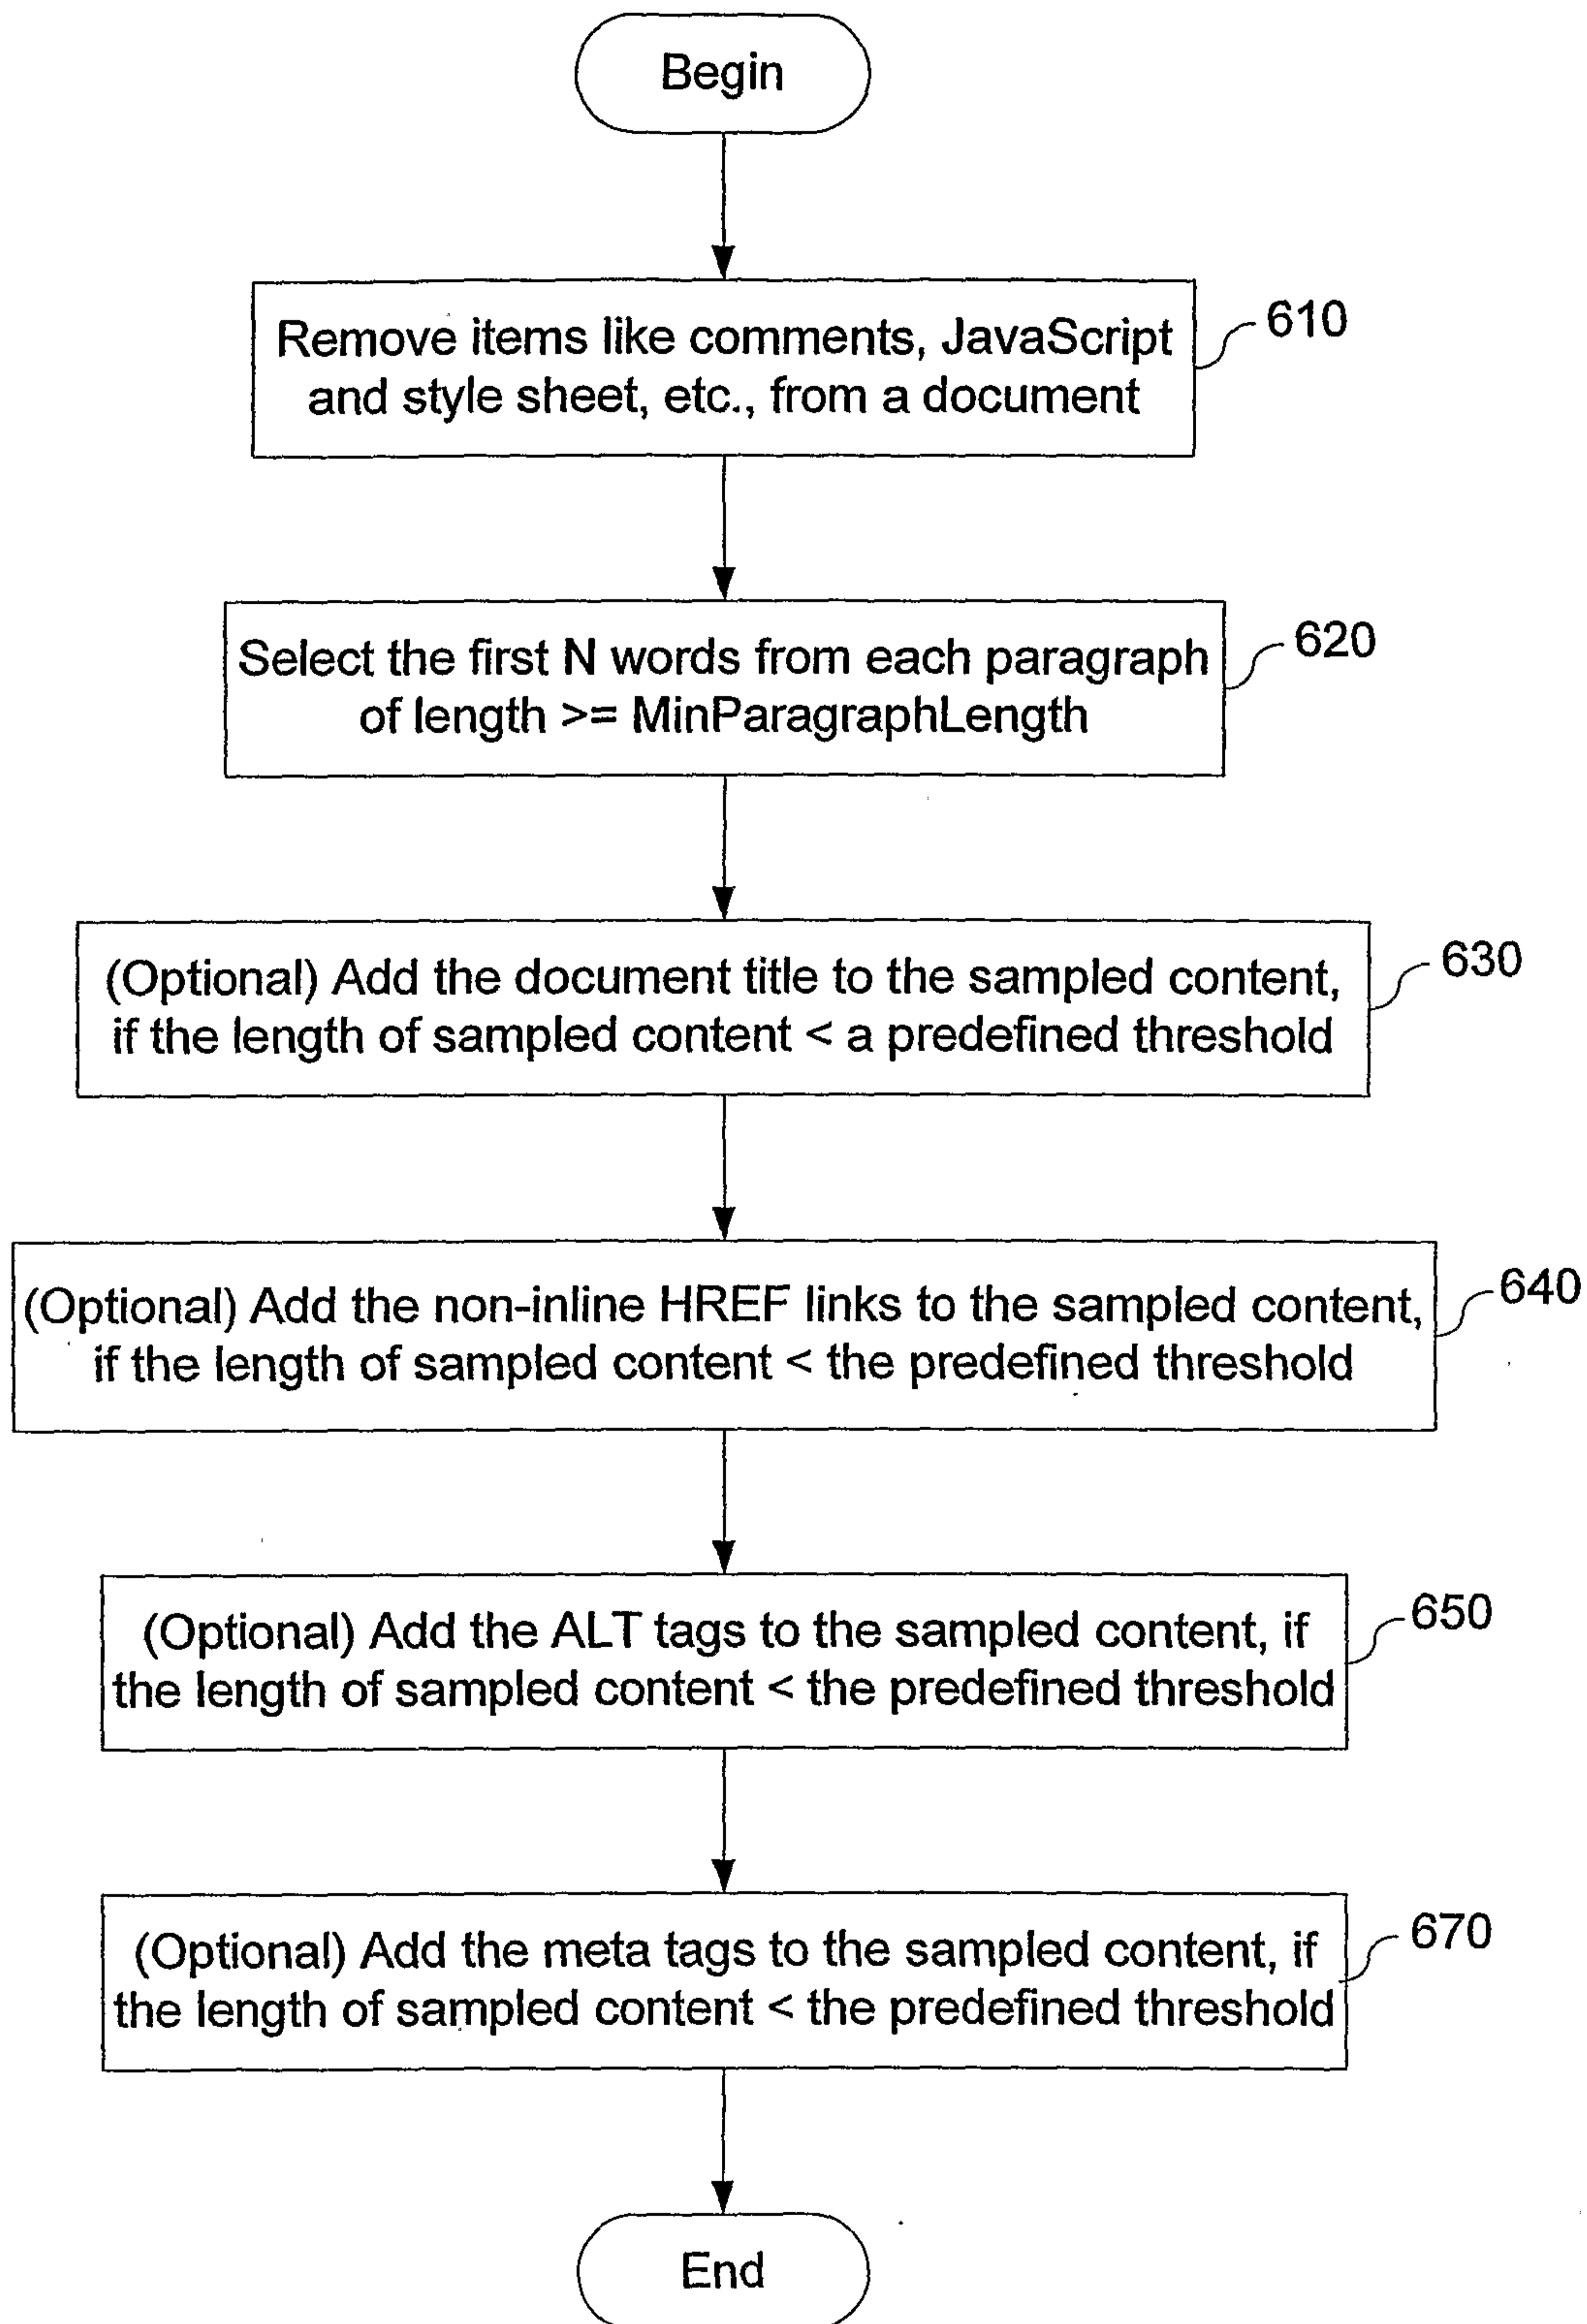 Begin
Remove items like comments, JavaScript
and style sheet, etc., from a document
610
Select the first N words from each paragraph
of length >= MinParagraphLength
620
(Optional) Add the document title to the sampled content,
if the length of sampled content < a predefined threshold
630
(Optional) Add the non-inline HREF links to the sampled content,
if the length of sampled content < the predefined threshold
640
(Optional) Add the ALT tags to the sampled content, if
the length of sampled content < the predefined threshold
650
(Optional) Add the meta tags to the sampled content, if
the length of sampled content < the predefined threshold
670
End